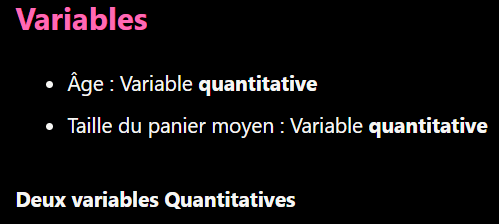 Variables
• Âge : Variable quantitative
• Taille du panier moyen : Variable quantitative
Deux variables Quantitatives